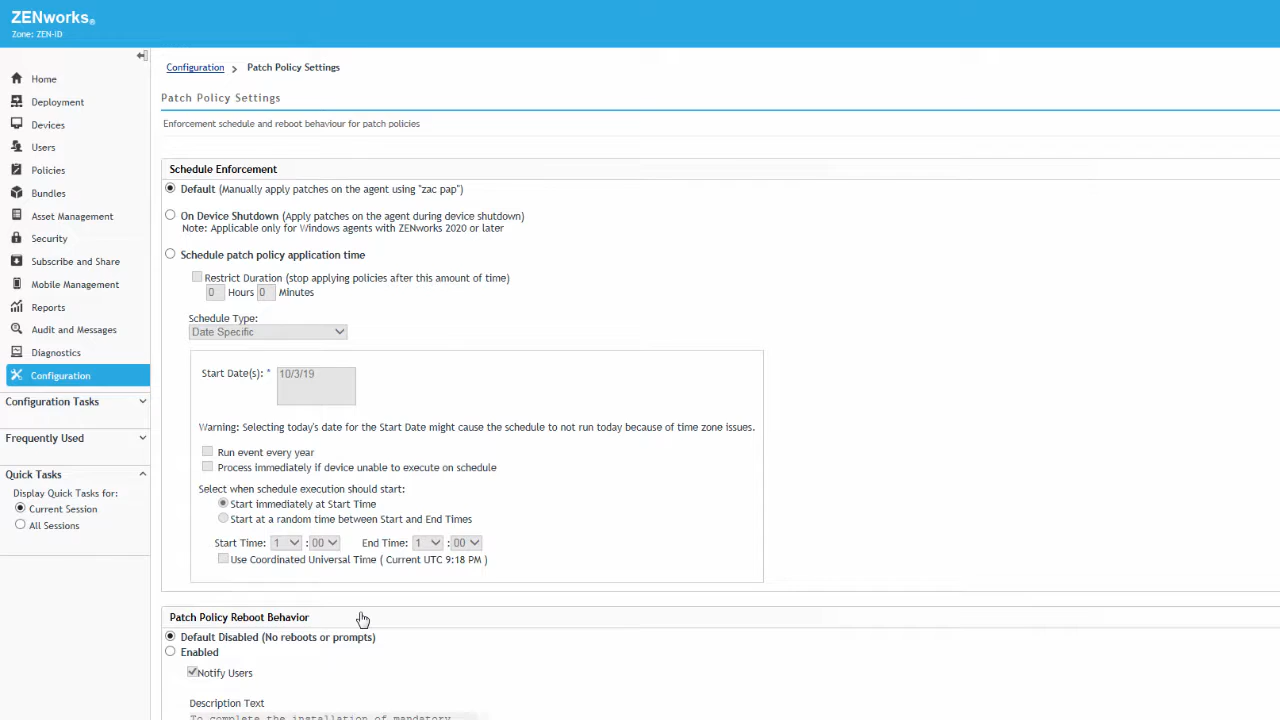 ZENworks®
Zone: ZEN-ID
Home
Deployment
Devices
Users
Policies
Bundles
Asset Management
Security
Subscribe and Share
Mobile Management
Reports
Audit and Messages
Diagnostics
Configuration
Configuration Tasks
Frequently Used
Quick Tasks
Display Quick Tasks for:
Current Session
All Sessions
Configuration > Patch Policy Settings
Patch Policy Settings
Enforcement schedule and reboot behaviour for patch policies
Schedule Enforcement
Default (Manually apply patches on the agent using "zac pap")
On Device Shutdown (Apply patches on the agent during device shutdown)
Note: Applicable only for Windows agents with ZENworks 2020 or later
Schedule patch policy application time
Restrict Duration (stop applying policies after this amount of time)
0 Hours 0 Minutes
Schedule Type:
Date Specific
Start Date(s): * 10/3/19
Warning: Selecting today's date for the Start Date might cause the schedule to not run today because of time zone issues.
Run event every year
Process immediately if device unable to execute on schedule
Select when schedule execution should start:
Start immediately at Start Time
Start at a random time between Start and End Times
Start Time: 1 : 00 End Time: 1 : 00
Use Coordinated Universal Time ( Current UTC 9:18 PM )
Patch Policy Reboot Behavior
Default Disabled (No reboots or prompts)
Enabled
Notify Users
Description Text
To complete the installation of mandatory